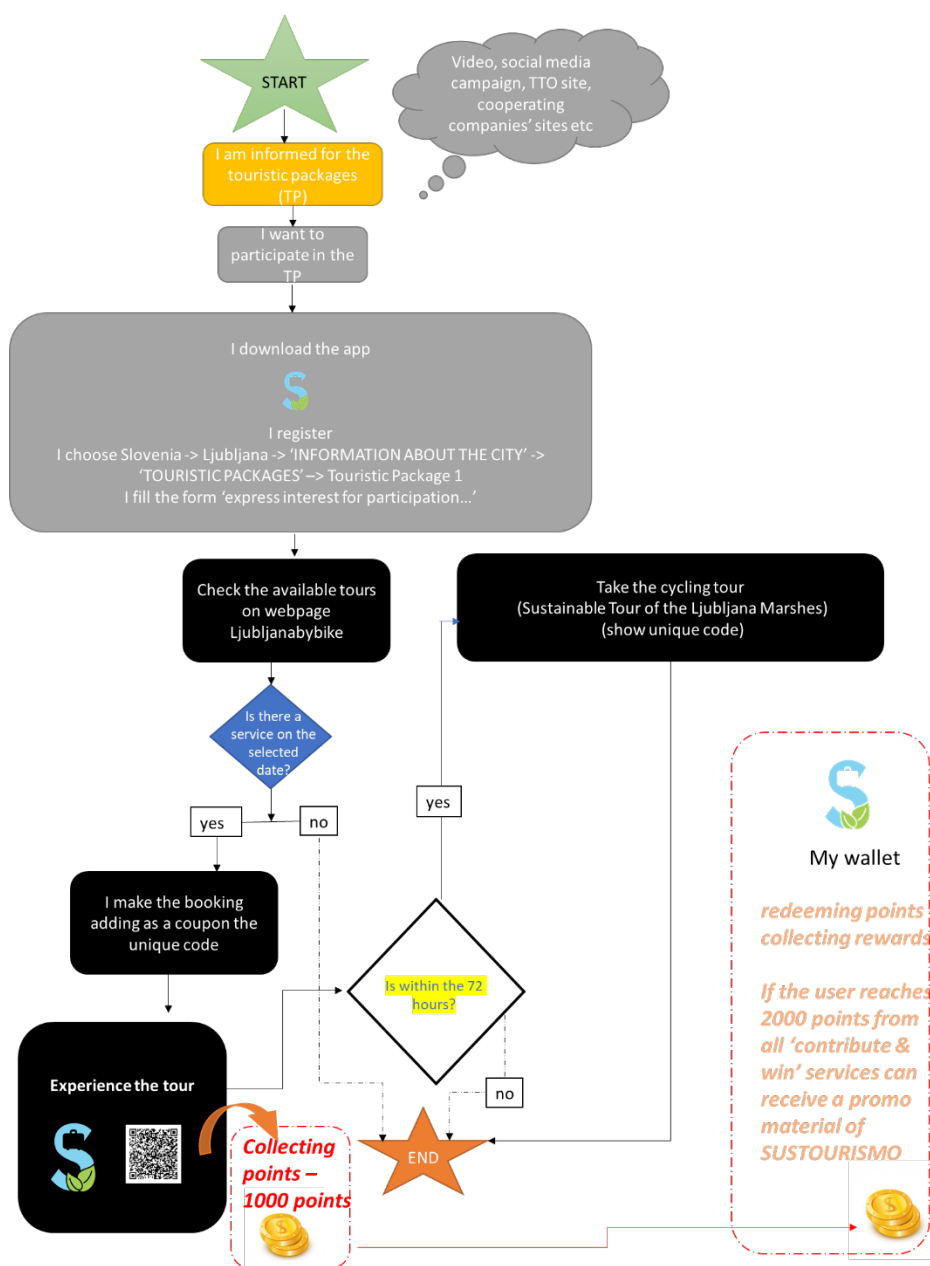 START
Video, social media
campaign, TTO site,
cooperating
companies’ sites etc
I am informed for the
touristic packages
(TP)
I want to
participate in the
TP
I download the app
I register
I choose Slovenia -> Ljubljana -> ‘INFORMATION ABOUT THE CITY’ ->
‘TOURISTIC PACKAGES’ –> Touristic Package 1
I fill the form ‘express interest for participation...’
Check the available tours
on webpage
Ljubljanabybike
Take the cycling tour
(Sustainable Tour of the Ljubljana Marshes)
(show unique code)
Is there a
service on the
selected
date?
yes
no
yes
My wallet
I make the booking
adding as a coupon the
unique code
redeeming points
collecting rewards
Is within the 72
hours?
If the user reaches
2000 points from
all ‘contribute &
win’ services can
receive a promo
material of
SUSTOURISMO
no
Experience the tour
Collecting
points –
1000 points
END